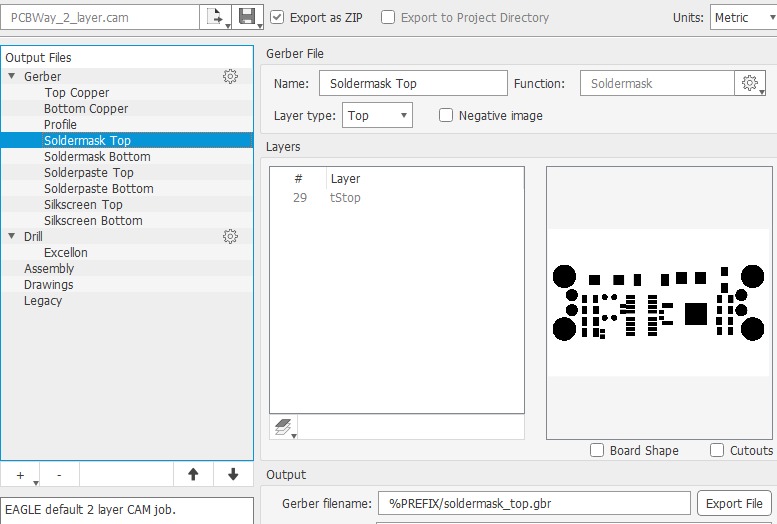 PCBWay_2_layer.cam
Export as ZIP
Export to Project Directory
Units:
Metric
Output Files
Gerber
Top Copper
Bottom Copper
Profile
Soldermask Top
Soldermask Bottom
Solderpaste Top
Solderpaste Bottom
Silkscreen Top
Silkscreen Bottom
Drill
Excellon
Assembly
Drawings
Legacy
+
-
EAGLE default 2 layer CAM job.
Gerber File
Name:
Soldermask Top
Function:
Soldermask
Layer type:
Top
Negative image
Layers
# Layer
29 tStop
Board Shape
Cutouts
Output
Gerber filename:
%PREFIX/soldermask_top.gbr
Export File